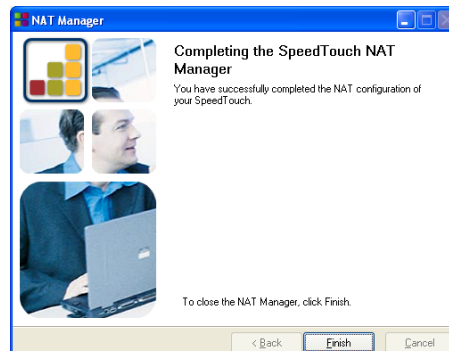 NAT Manager
Completing the SpeedTouch NAT
Manager
You have successfully completed the NAT configuration of
your SpeedTouch.
To close the NAT Manager, click Finish.
< Back
Finish
Cancel